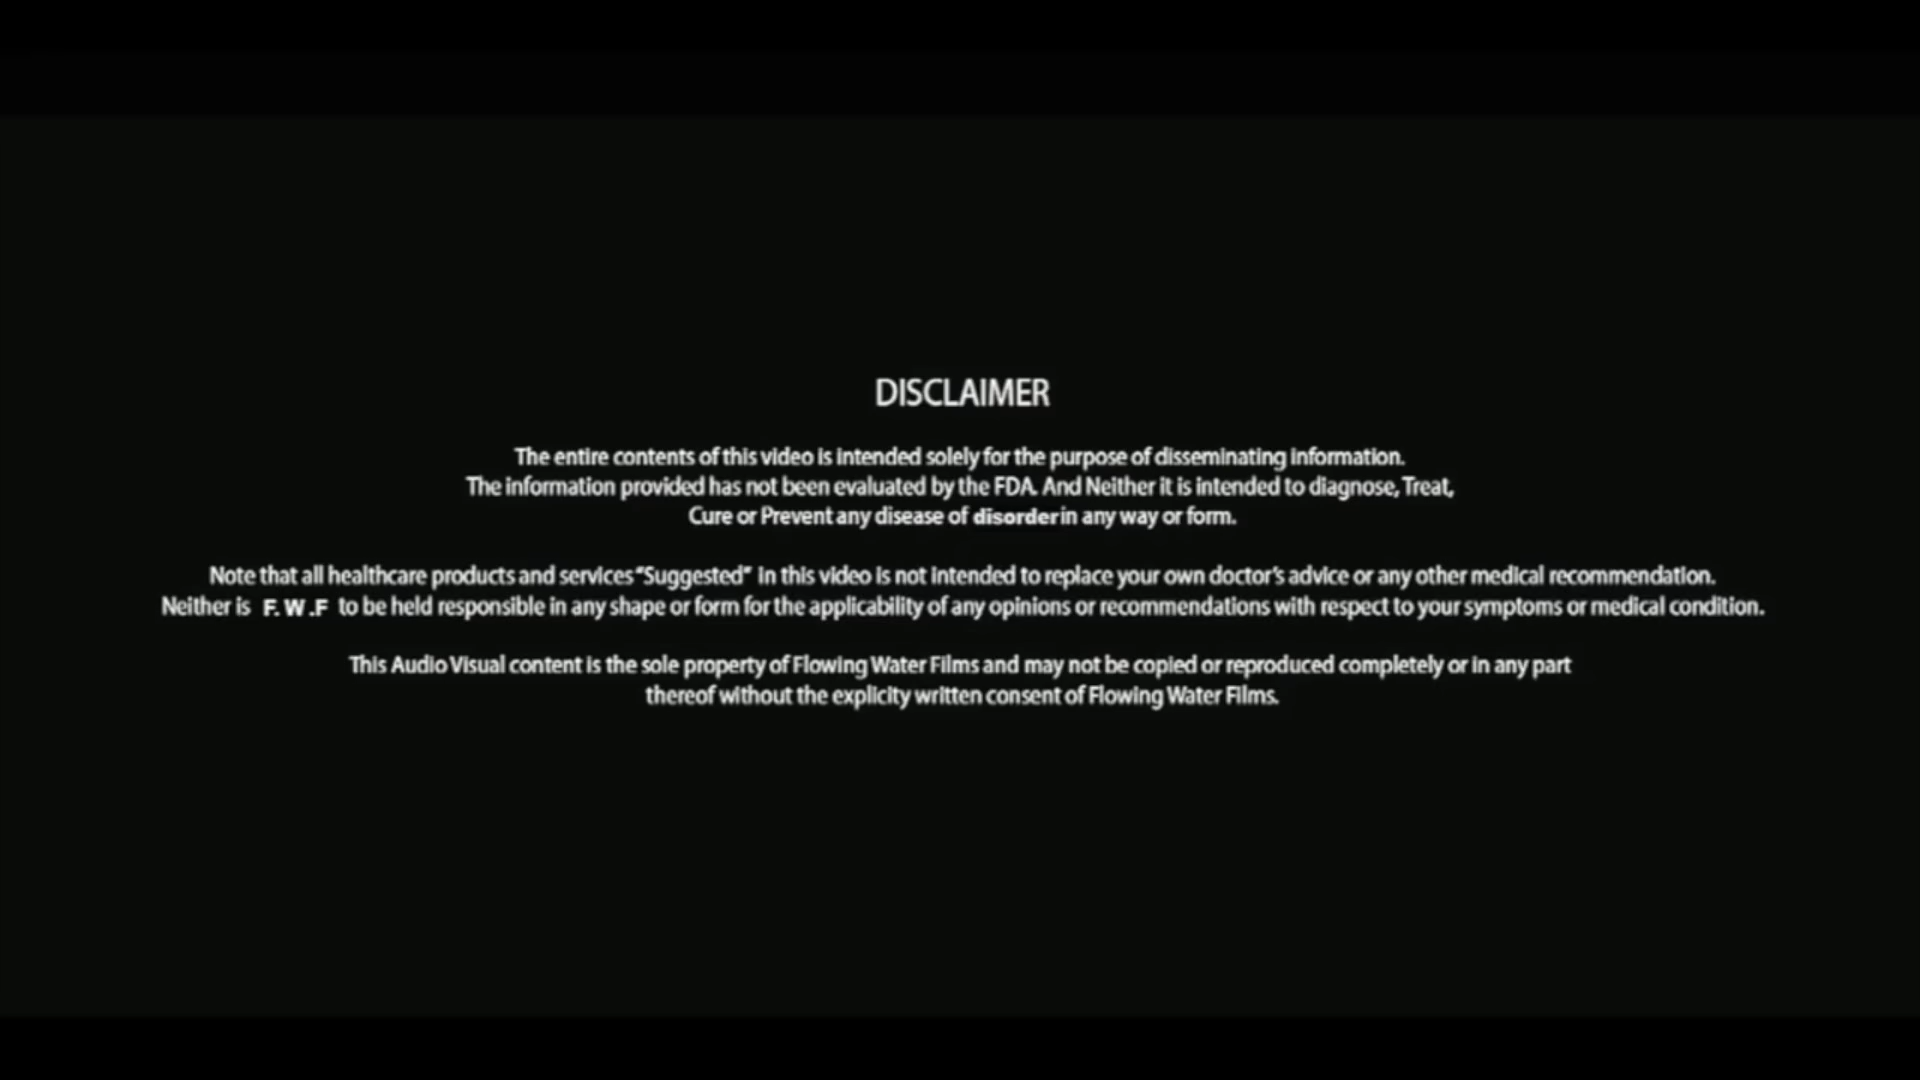 DISCLAIMER
The entire contents of this video is intended solely for the purpose of disseminating information.
The information provided has not been evaluated by the FDA. And Neither it is intended to diagnose, Treat,
Cure or Prevent any disease of disorder in any way or form.
Note that all healthcare products and services "Suggested" in this video is not intended to replace your own doctor's advice or any other medical recommendation.
Neither is F. W .F to be held responsible in any shape or form for the applicability of any opinions or recommendations with respect to your symptoms or medical condition.
This Audio Visual content is the sole property of Flowing Water Films and may not be copied or reproduced completely or in any part
thereof without the explicity written consent of Flowing Water Films.